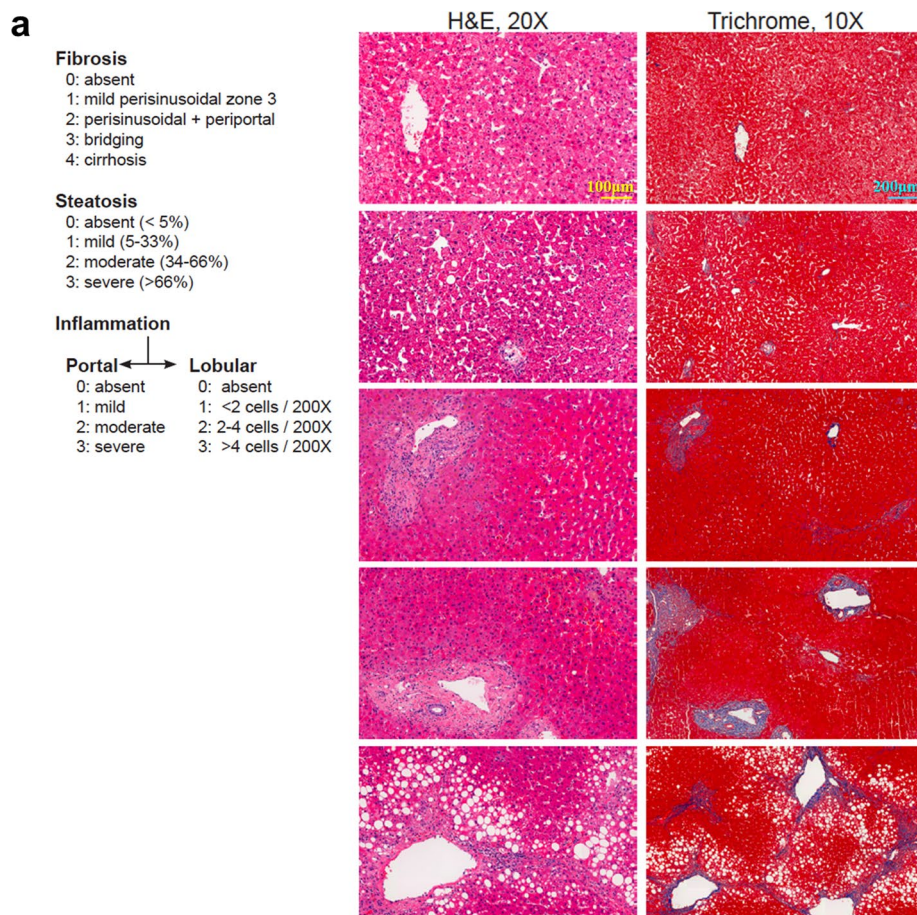 a
H&E, 20X
Trichrome, 10X
Fibrosis
0: absent
1: mild perisinusoidal zone 3
2: perisinusoidal + periportal
3: bridging
4: cirrhosis
100µm
200µm
Steatosis
0: absent (< 5%)
1: mild (5-33%)
2: moderate (34-66%)
3: severe (>66%)
Inflammation
Portal
0: absent
1: mild
2: moderate
3: severe
Lobular
0: absent
1: <2 cells / 200X
2: 2-4 cells / 200X
3: >4 cells / 200X